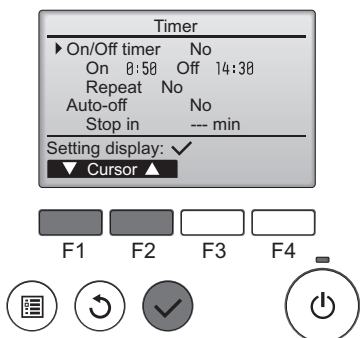 Timer
On/Off timer No
On 0:50 Off 14:30
Repeat No
Auto-off No
Stop in --- min
Setting display: ✓
▼ Cursor ▲
F1 F2 F3 F4